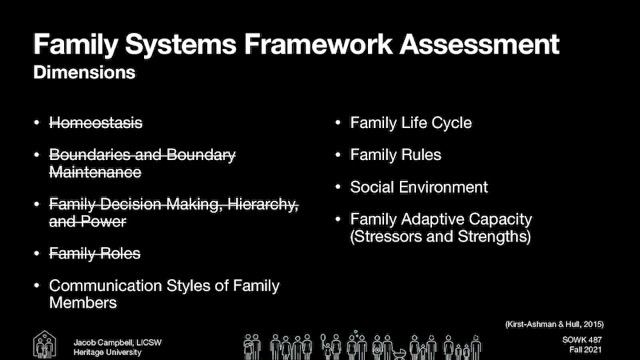 Family Systems Framework Assessment
Dimensions
• Homeostasis
• Boundaries and Boundary
Maintenance
• Family Decision Making, Hierarchy,
and Power
• Family Roles
• Communication Styles of Family
Members
• Family Life Cycle
• Family Rules
• Social Environment
• Family Adaptive Capacity
(Stressors and Strengths)
(Kirst-Ashman & Hull, 2015)
Jacob Campbell, LICSW
Heritage University
SOWK 487
Fall 2021